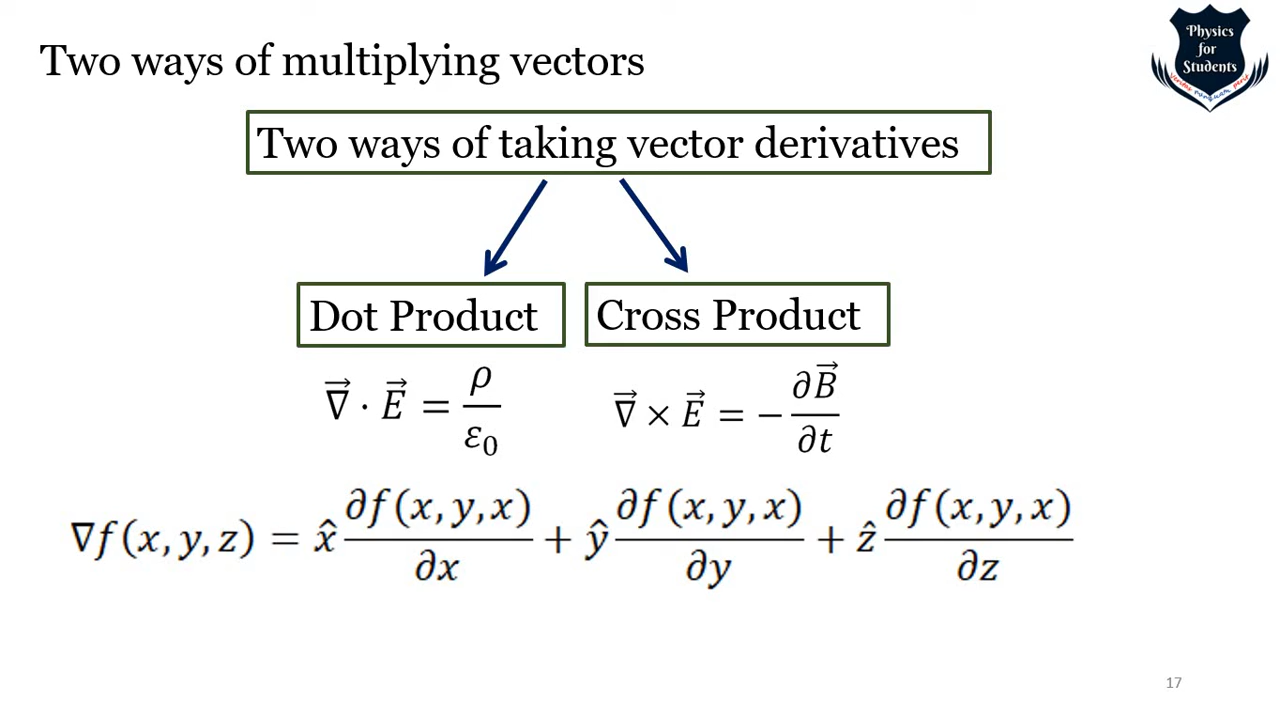 Two ways of multiplying vectors
Physics
for
Students
Two ways of taking vector derivatives
Dot Product
Cross Product
∇⃗ · E⃗ = ρ/ε₀
∇⃗ × E⃗ = − ∂B⃗/∂t
∇f(x, y, z) = x̂ ∂f(x, y, x)/∂x + ŷ ∂f(x, y, x)/∂y + ẑ ∂f(x, y, x)/∂z
17